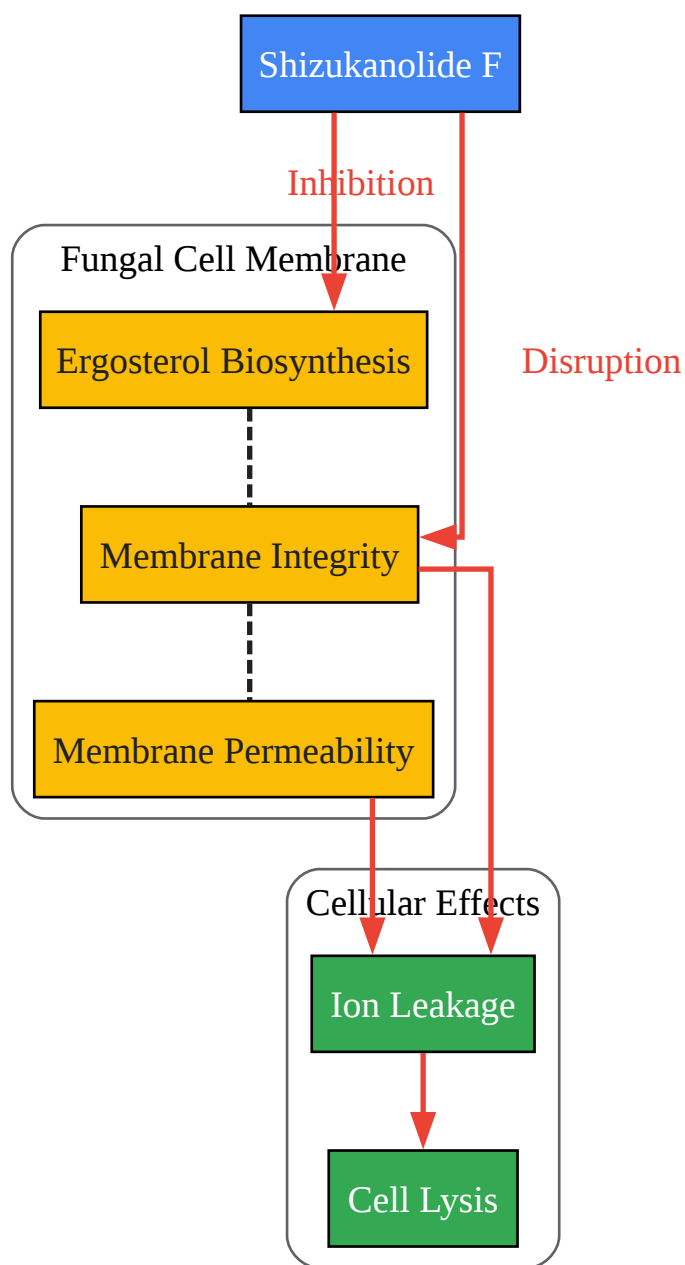 Shizukanolide F
Inhibition
Fungal Cell Membrane
Ergosterol Biosynthesis
Disruption
Membrane Integrity
Membrane Permeability
Cellular Effects
Ion Leakage
Cell Lysis